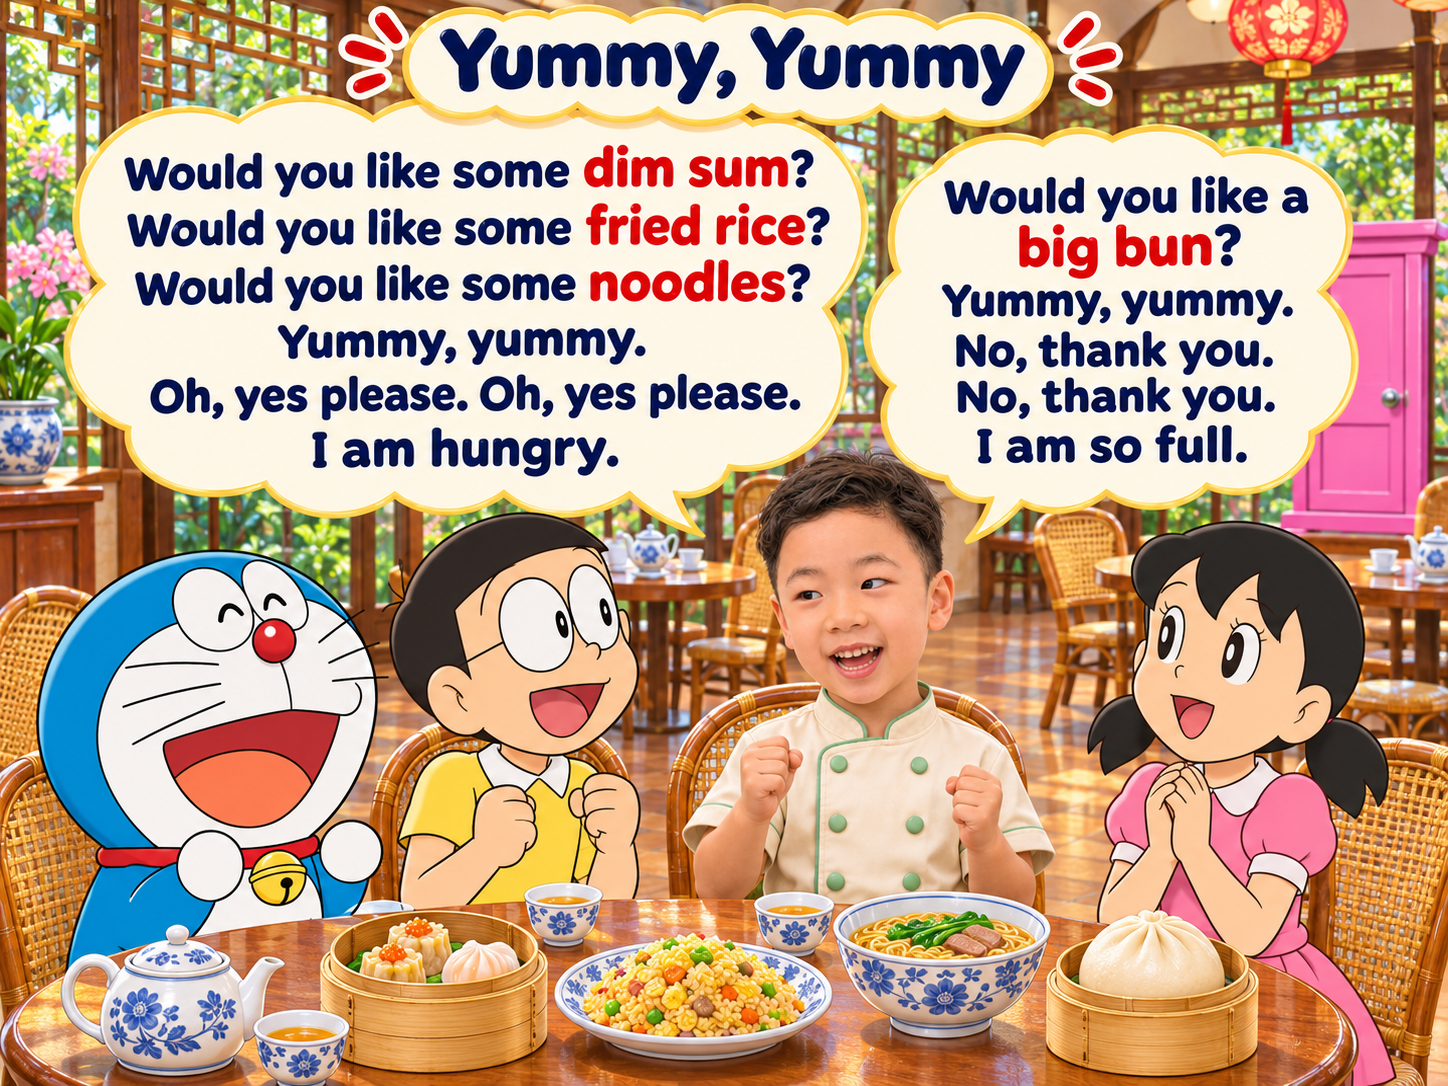 Yummy, Yummy
Would you like some dim sum?
Would you like some fried rice?
Would you like some noodles?
Yummy, yummy.
Oh, yes please. Oh, yes please.
I am hungry.
Would you like a
big bun?
Yummy, yummy.
No, thank you.
No, thank you.
I am so full.